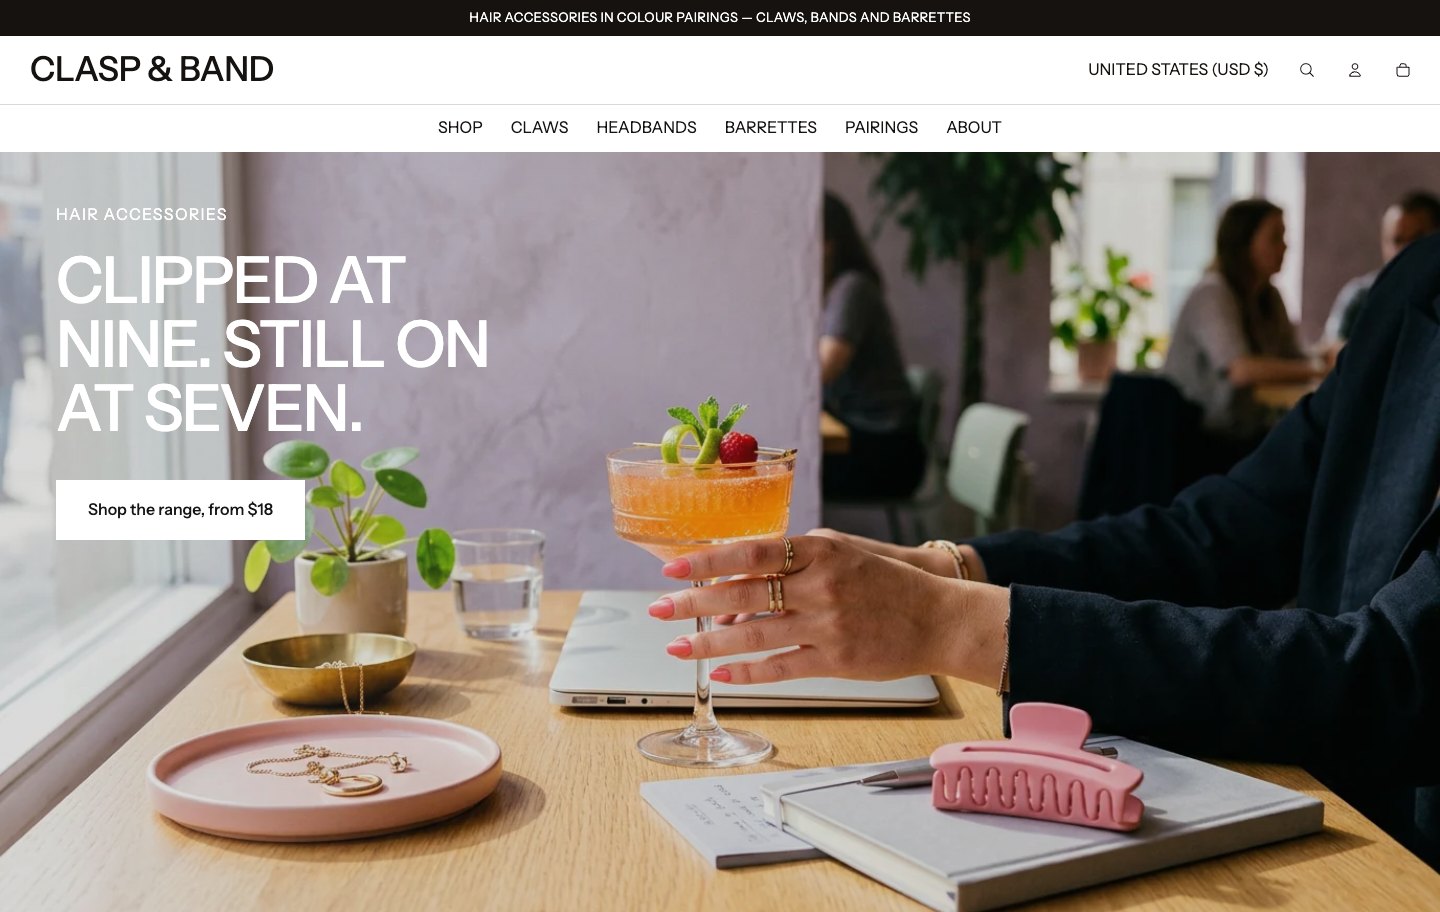 HAIR ACCESSORIES IN COLOUR PAIRINGS — CLAWS, BANDS AND BARRETTES
CLASP & BAND
UNITED STATES (USD $)
SHOP
CLAWS
HEADBANDS
BARRETTES
PAIRINGS
ABOUT
HAIR ACCESSORIES
CLIPPED AT
NINE. STILL ON
AT SEVEN.
Shop the range, from $18